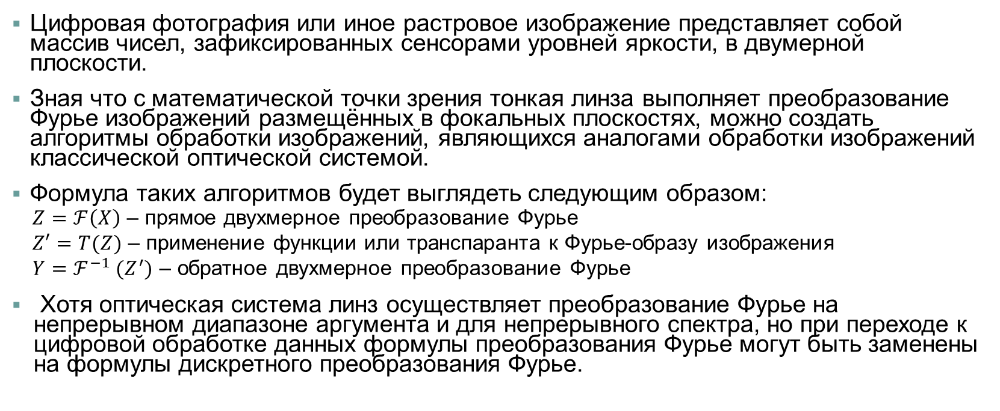 ▪ Цифровая фотография или иное растровое изображение представляет собой
массив чисел, зафиксированных сенсорами уровней яркости, в двумерной
плоскости.
▪ Зная что с математической точки зрения тонкая линза выполняет преобразование
Фурье изображений размещённых в фокальных плоскостях, можно создать
алгоритмы обработки изображений, являющихся аналогами обработки изображений
классической оптической системой.
▪ Формула таких алгоритмов будет выглядеть следующим образом:
Z = ℱ(X) – прямое двухмерное преобразование Фурье
Z′ = T(Z) – применение функции или транспаранта к Фурье-образу изображения
Y = ℱ⁻¹ (Z′) – обратное двухмерное преобразование Фурье
▪ Хотя оптическая система линз осуществляет преобразование Фурье на
непрерывном диапазоне аргумента и для непрерывного спектра, но при переходе к
цифровой обработке данных формулы преобразования Фурье могут быть заменены
на формулы дискретного преобразования Фурье.